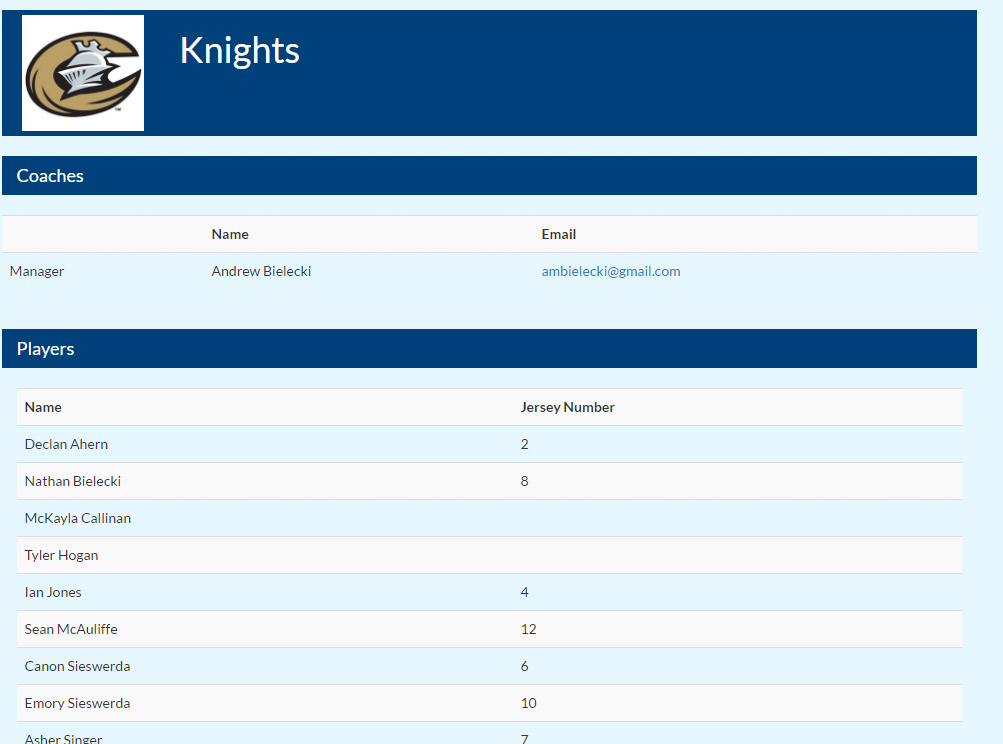 Knights
Coaches
Name Email
Manager Andrew Bielecki ambielecki@gmail.com
Players
Name Jersey Number
Declan Ahern 2
Nathan Bielecki 8
McKayla Callinan
Tyler Hogan
Ian Jones 4
Sean McAuliffe 12
Canon Sieswerda 6
Emory Sieswerda 10
Asher Singer 7